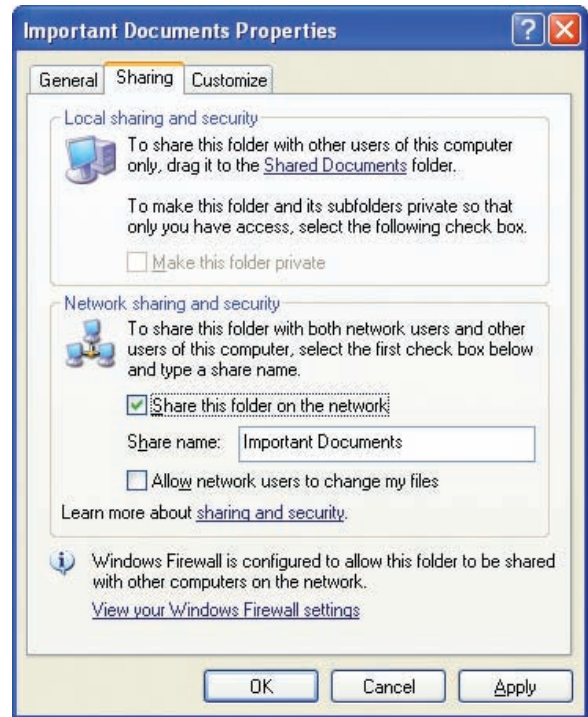 Important Documents Properties
General Sharing Customize
Local sharing and security
To share this folder with other users of this computer
only, drag it to the Shared Documents folder.
To make this folder and its subfolders private so that
only you have access, select the following check box.
Make this folder private
Network sharing and security
To share this folder with both network users and other
users of this computer, select the first check box below
and type a share name.
Share this folder on the network
Share name: Important Documents
Allow network users to change my files
Learn more about sharing and security.
Windows Firewall is configured to allow this folder to be shared
with other computers on the network.
View your Windows Firewall settings
OK Cancel Apply